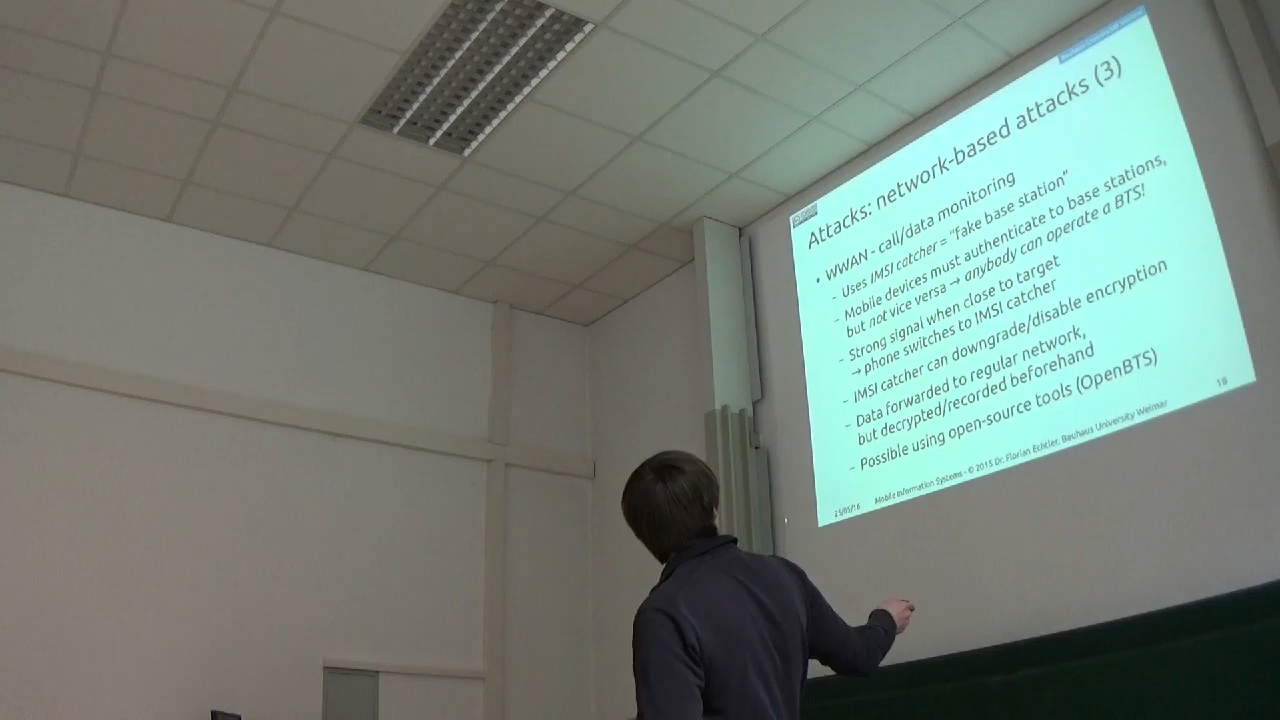 Attacks: network-based attacks (3)
• WWAN - call/data monitoring
– Uses IMSI catcher = "fake base station"
– Mobile devices must authenticate to base stations,
but not vice versa → anybody can operate a BTS!
– Strong signal when close to target
→ phone switches to IMSI catcher
– IMSI catcher can downgrade/disable encryption
– Data forwarded to regular network,
but decrypted/recorded beforehand
– Possible using open-source tools (OpenBTS)
25/05/16 Mobile Information Systems - © 2015 Dr. Florian Echtler, Bauhaus University Weimar 18